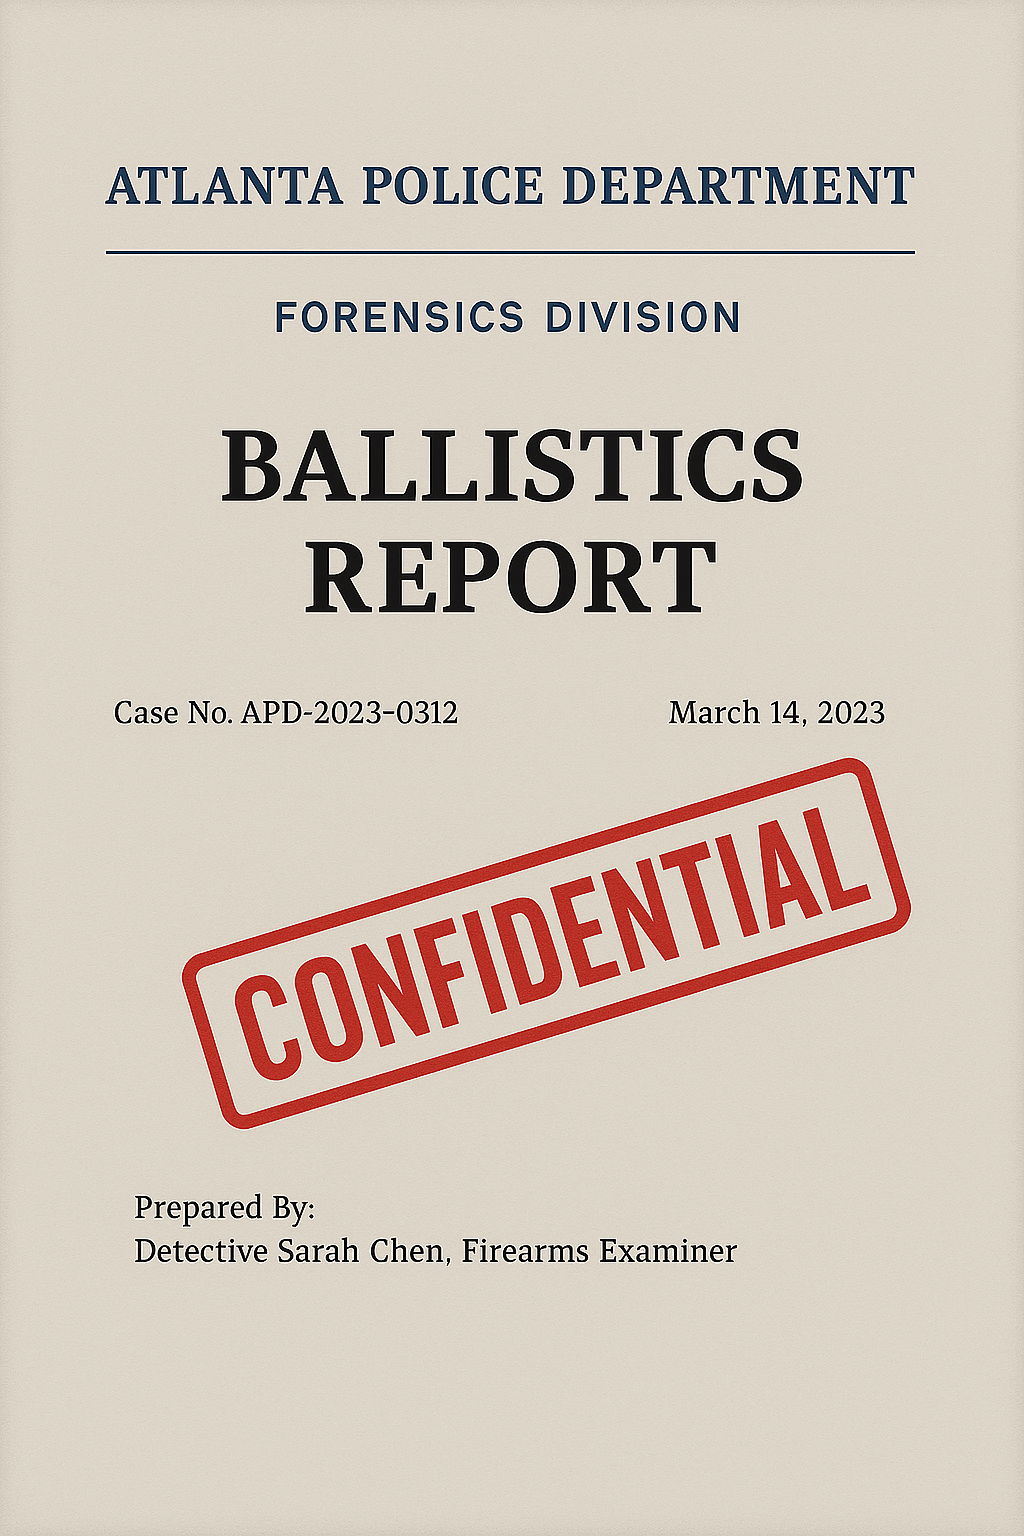 ATLANTA POLICE DEPARTMENT
FORENSICS DIVISION
BALLISTICS
REPORT
Case No. APD-2023-0312 March 14, 2023
CONFIDENTIAL
Prepared By:
Detective Sarah Chen, Firearms Examiner